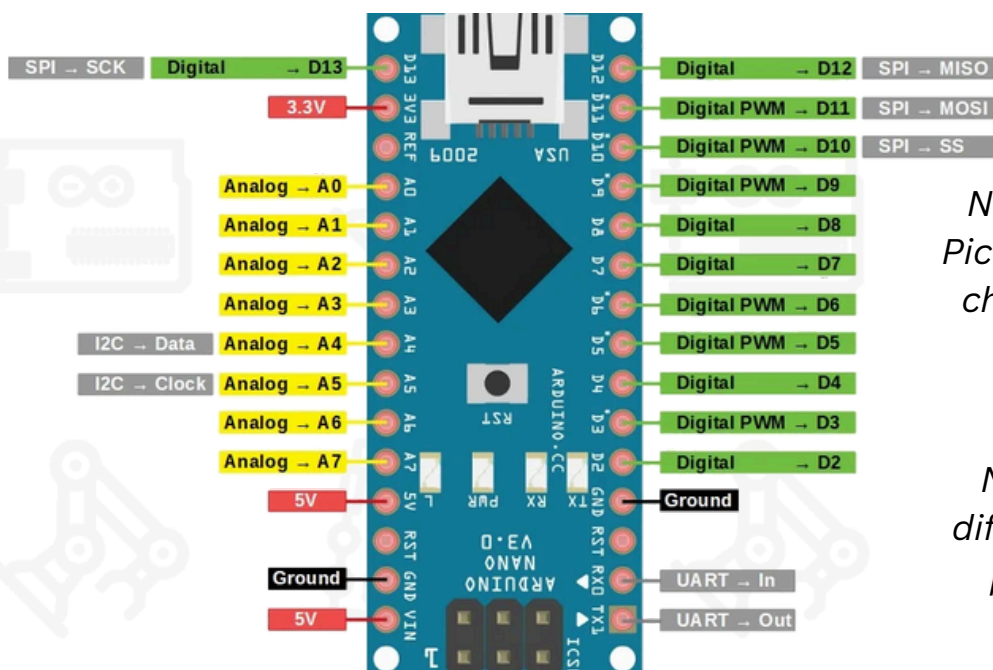 SPI → SCK
Digital → D13
3.3V
Analog → A0
Analog → A1
Analog → A2
Analog → A3
I2C → Data
Analog → A4
I2C → Clock
Analog → A5
Analog → A6
Analog → A7
5V
Ground
5V
D13
3V3
REF
A0
A1
A2
A3
A4
A5
A6
A7
5V
RST
GND
VIN
2009
USA
RST
ARDUINO.CC
L
PWR
RX
TX
V3.0
NANO
ARDUINO
1
ICS
D12
D11
D10
D9
D8
D7
D6
D5
D4
D3
D2
GND
RST
RX0
TX1
Digital → D12
SPI → MISO
Digital PWM → D11
SPI → MOSI
Digital PWM → D10
SPI → SS
Digital PWM → D9
Digital → D8
Digital → D7
Digital PWM → D6
Digital PWM → D5
Digital → D4
Digital PWM → D3
Digital → D2
Ground
UART → In
UART → Out
Pic
ch
dif